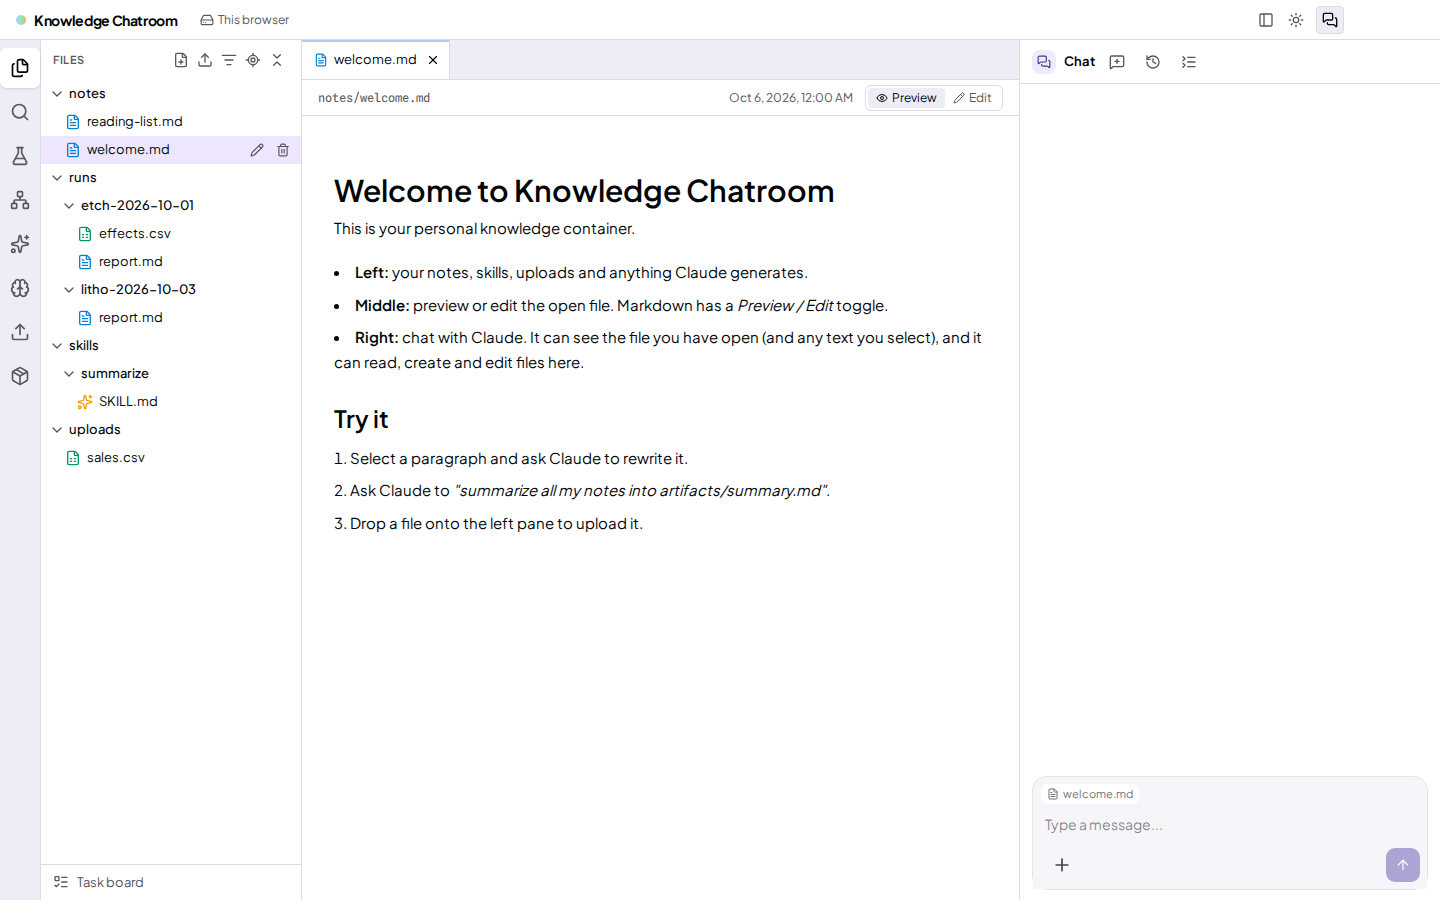 Knowledge Chatroom
This browser
FILES
notes
reading-list.md
welcome.md
runs
etch-2026-10-01
effects.csv
report.md
litho-2026-10-03
report.md
skills
summarize
SKILL.md
uploads
sales.csv
Task board
welcome.md
notes/welcome.md
Oct 6, 2026, 12:00 AM
Preview
Edit
Welcome to Knowledge Chatroom
This is your personal knowledge container.
• Left: your notes, skills, uploads and anything Claude generates.
• Middle: preview or edit the open file. Markdown has a Preview / Edit toggle.
• Right: chat with Claude. It can see the file you have open (and any text you select), and it
can read, create and edit files here.
Try it
1. Select a paragraph and ask Claude to rewrite it.
2. Ask Claude to "summarize all my notes into artifacts/summary.md".
3. Drop a file onto the left pane to upload it.
Chat
welcome.md
Type a message...